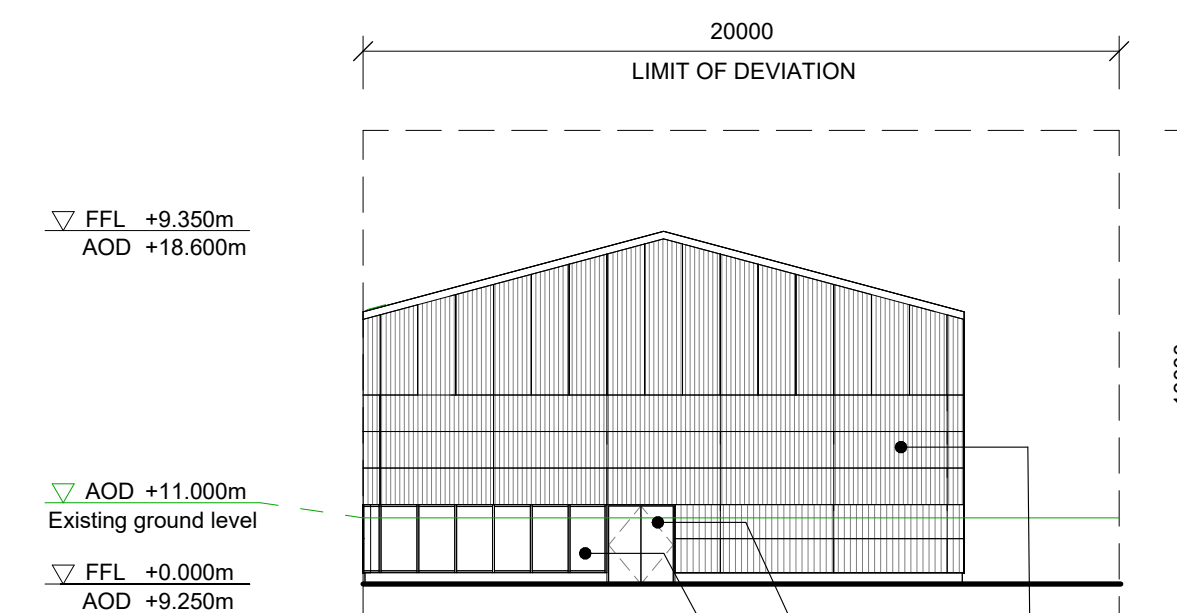 20000
LIMIT OF DEVIATION
FFL +9.350m
AOD +18.600m
AOD +11.000m
Existing ground level
FFL +0.000m
AOD +9.250m